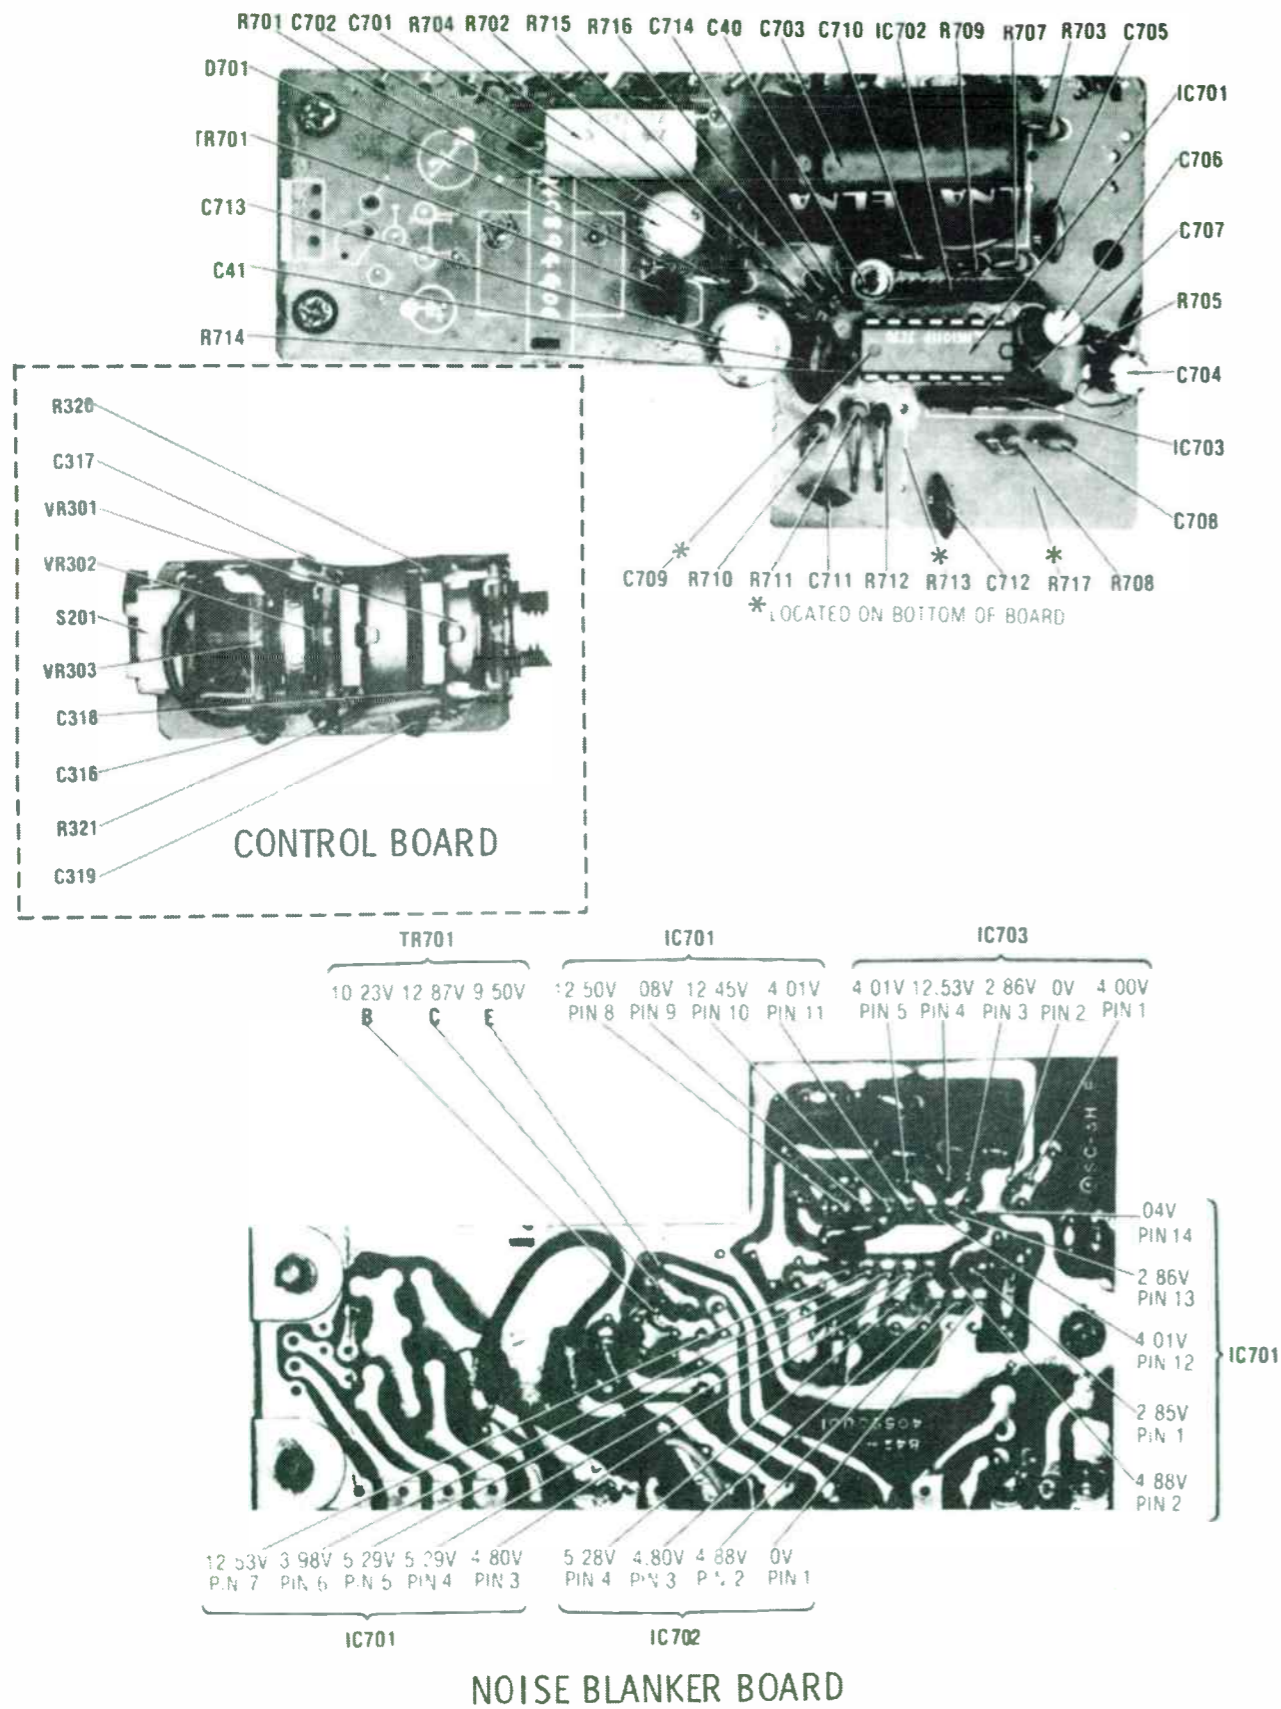 R701 C702 C701 R704 R702 R715 R716 C714 C40 C703 C710 IC702 R709 R707 R703 C705
D701
IC701
TR701
C706
C713
C707
C41
R705
R714
C704
ELNA
LNA
R320
C317
IC703
VR301
C708
VR302
S201
VR303
C318
C316
R321
C319
CONTROL BOARD
* * *
C709 R710 R711 C711 R712 R713 C712 R717 R708
* LOCATED ON BOTTOM OF BOARD
TR701 IC701 IC703
10 23V 12 87V 9 50V 12 50V 08V 12 45V 4 01V 4 01V 12.53V 2 86V 0V 4 00V
B C E PIN 8 PIN 9 PIN 10 PIN 11 PIN 5 PIN 4 PIN 3 PIN 2 PIN 1
04V
PIN 14
2 86V
PIN 13
4 01V
PIN 12
IC701
2 85V
PIN 1
4 88V
PIN 2
12 53V 3 98V 5 29V 5 29V 4 80V 5 28V 4.80V 4 88V 0V
PIN 7 PIN 6 PIN 5 PIN 4 PIN 3 PIN 4 PIN 3 PIN 2 PIN 1
IC701 IC702
NOISE BLANKER BOARD